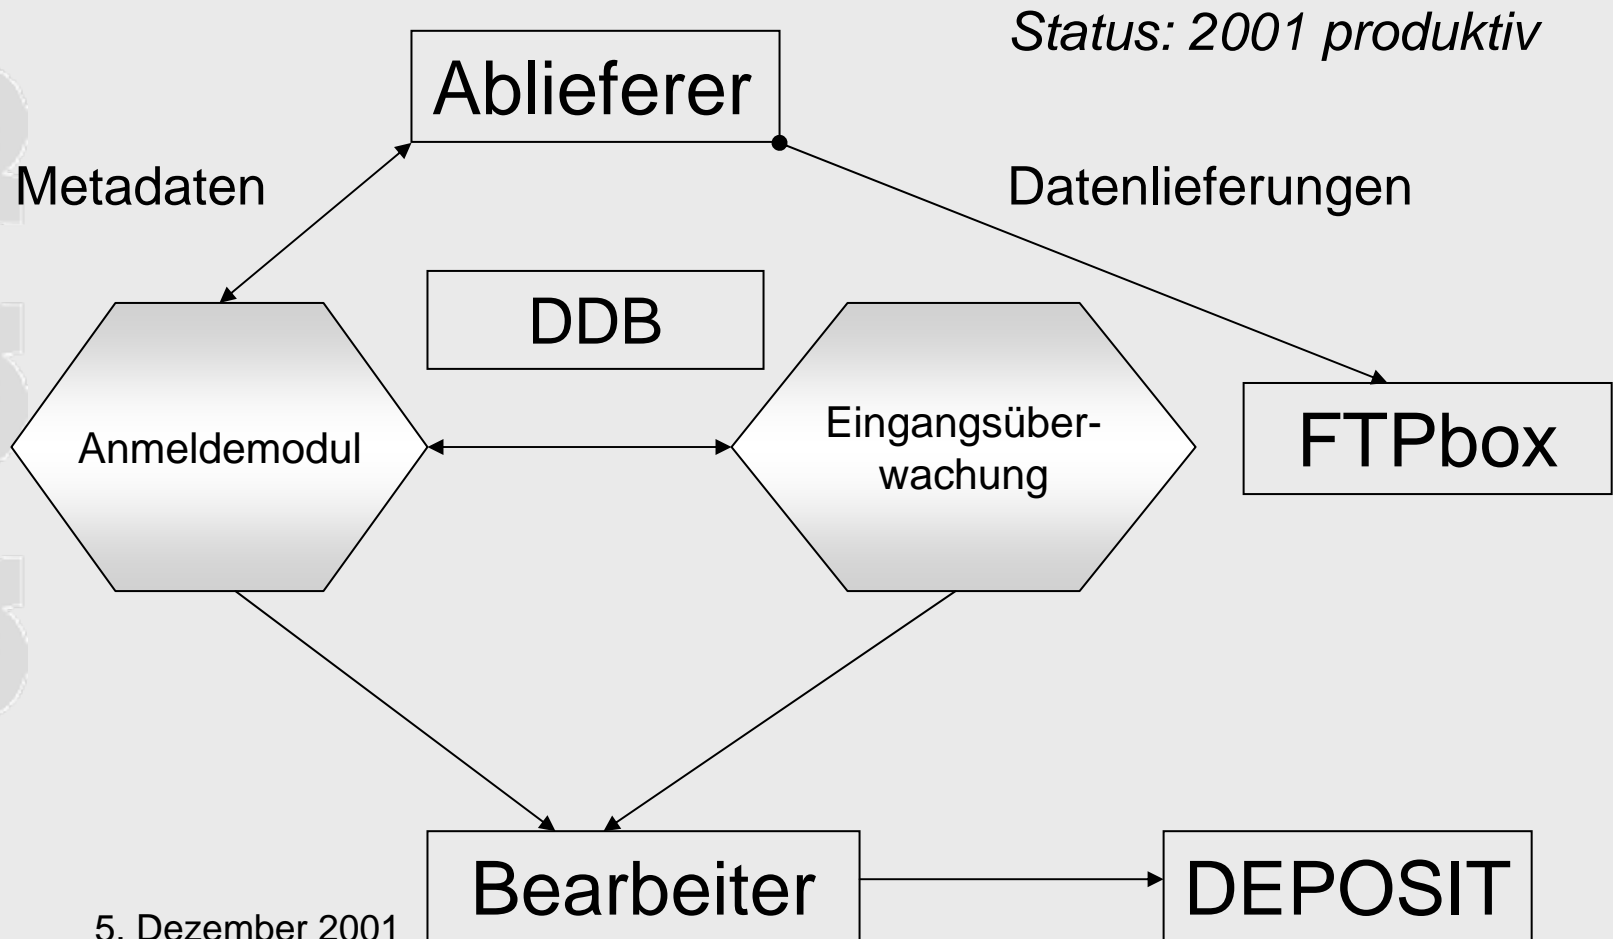 Status: 2001 produktiv
Ablieferer
Metadaten
Datenlieferungen
DDB
Anmeldemodul
Eingangsüber-
wachung
FTPbox
Bearbeiter
DEPOSIT
5. Dezember 2001